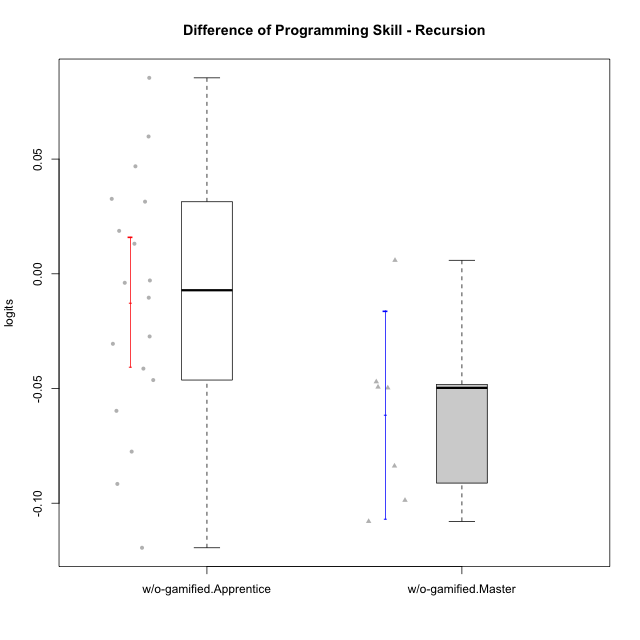 Difference of Programming Skill - Recursion
0.05
0.00
-0.05
-0.10
logits
w/o-gamified.Apprentice
w/o-gamified.Master